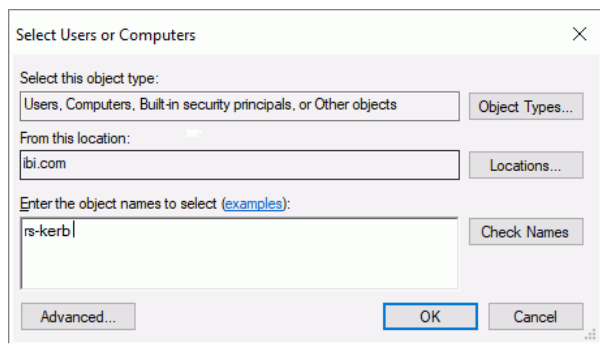 Select Users or Computers
Select this object type:
Users, Computers, Built-in security principals, or Other objects
Object Types...
From this location:
ibi.com
Locations...
Enter the object names to select (examples):
rs-kerb
Check Names
Advanced...
OK
Cancel